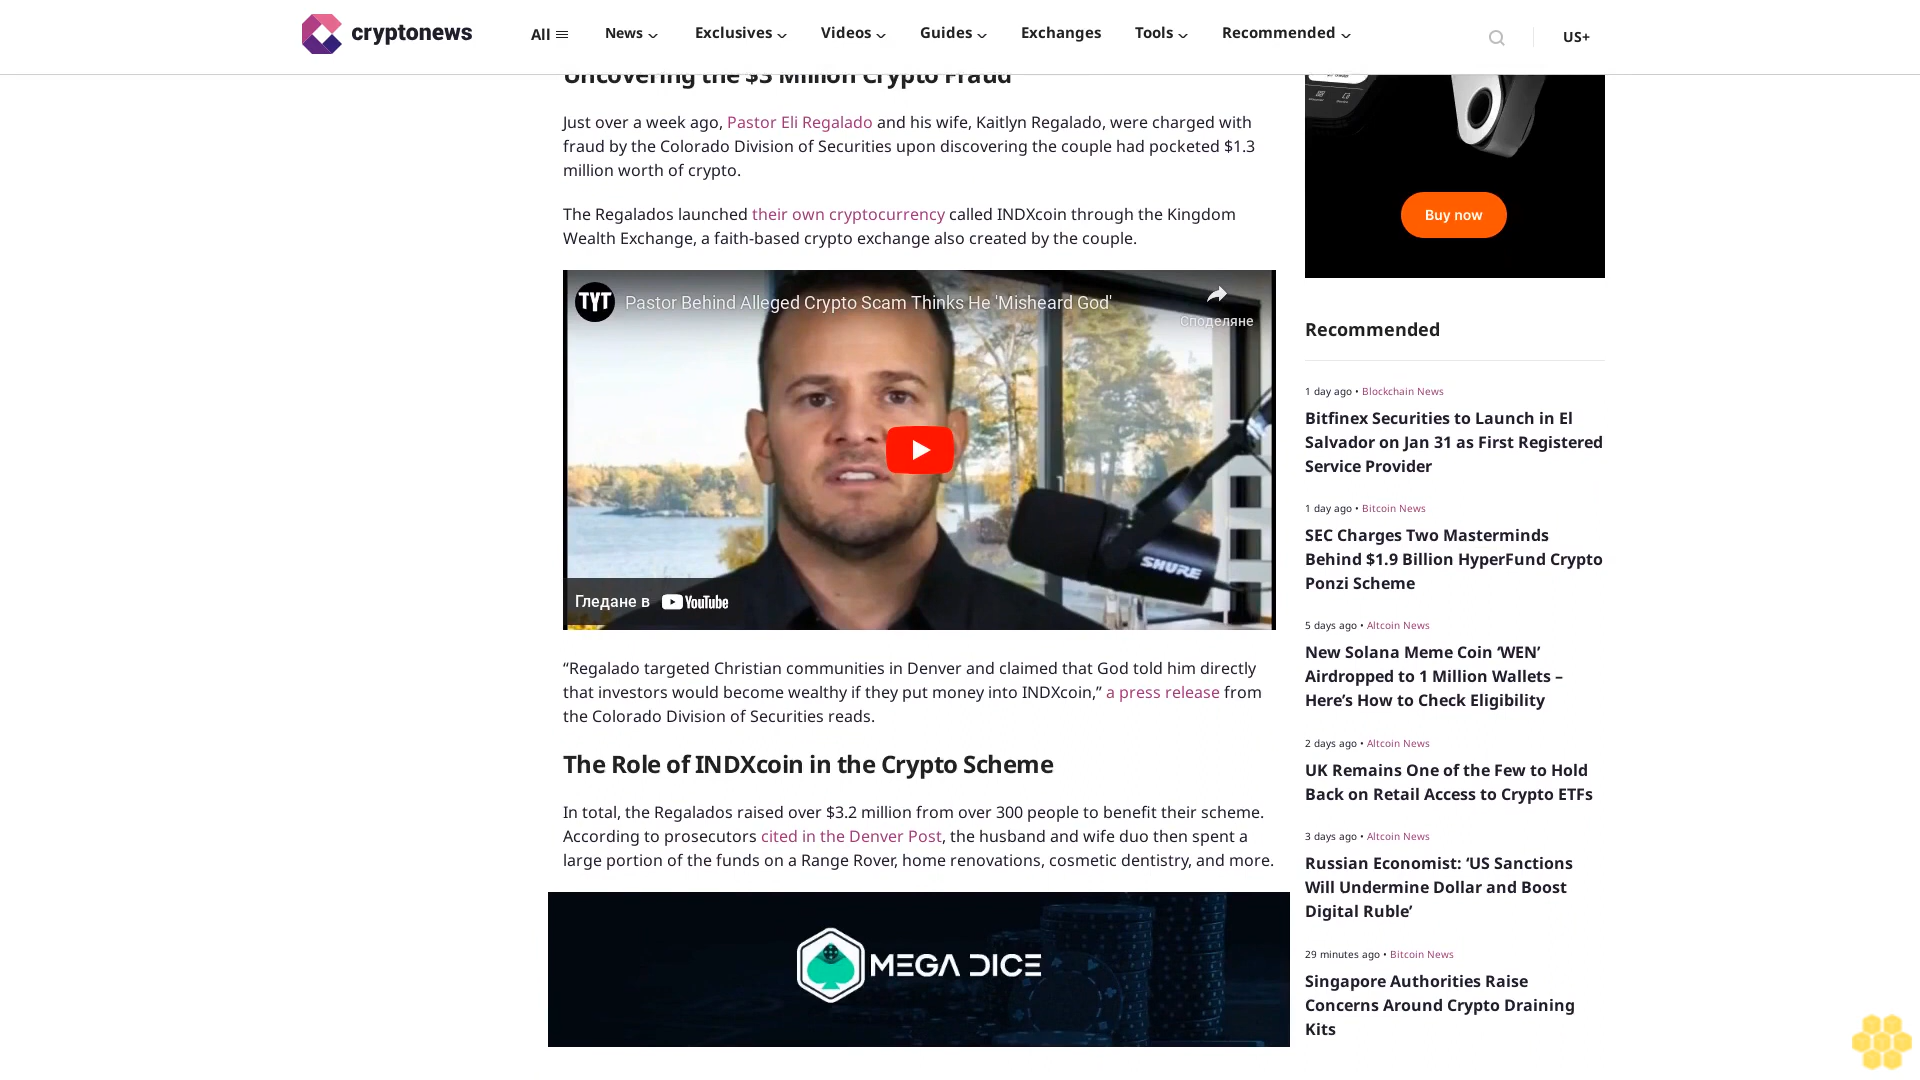 cryptonews
All
News
Exclusives
Videos
Guides
Exchanges
Tools
Recommended
US+
Uncovering the $3 Million Crypto Fraud
Just over a week ago, Pastor Eli Regalado and his wife, Kaitlyn Regalado, were charged with
fraud by the Colorado Division of Securities upon discovering the couple had pocketed $1.3
million worth of crypto.
The Regalados launched their own cryptocurrency called INDXcoin through the Kingdom
Wealth Exchange, a faith-based crypto exchange also created by the couple.
TYT
Pastor Behind Alleged Crypto Scam Thinks He 'Misheard God'
Споделяне
SHURE
Гледане в YouTube
“Regalado targeted Christian communities in Denver and claimed that God told him directly
that investors would become wealthy if they put money into INDXcoin,” a press release from
the Colorado Division of Securities reads.
The Role of INDXcoin in the Crypto Scheme
In total, the Regalados raised over $3.2 million from over 300 people to benefit their scheme.
According to prosecutors cited in the Denver Post, the husband and wife duo then spent a
large portion of the funds on a Range Rover, home renovations, cosmetic dentistry, and more.
MEGA DICE
Buy now
Recommended
1 day ago • Blockchain News
Bitfinex Securities to Launch in El
Salvador on Jan 31 as First Registered
Service Provider
1 day ago • Bitcoin News
SEC Charges Two Masterminds
Behind $1.9 Billion HyperFund Crypto
Ponzi Scheme
5 days ago • Altcoin News
New Solana Meme Coin ‘WEN’
Airdropped to 1 Million Wallets –
Here’s How to Check Eligibility
2 days ago • Altcoin News
UK Remains One of the Few to Hold
Back on Retail Access to Crypto ETFs
3 days ago • Altcoin News
Russian Economist: ‘US Sanctions
Will Undermine Dollar and Boost
Digital Ruble’
29 minutes ago • Bitcoin News
Singapore Authorities Raise
Concerns Around Crypto Draining
Kits